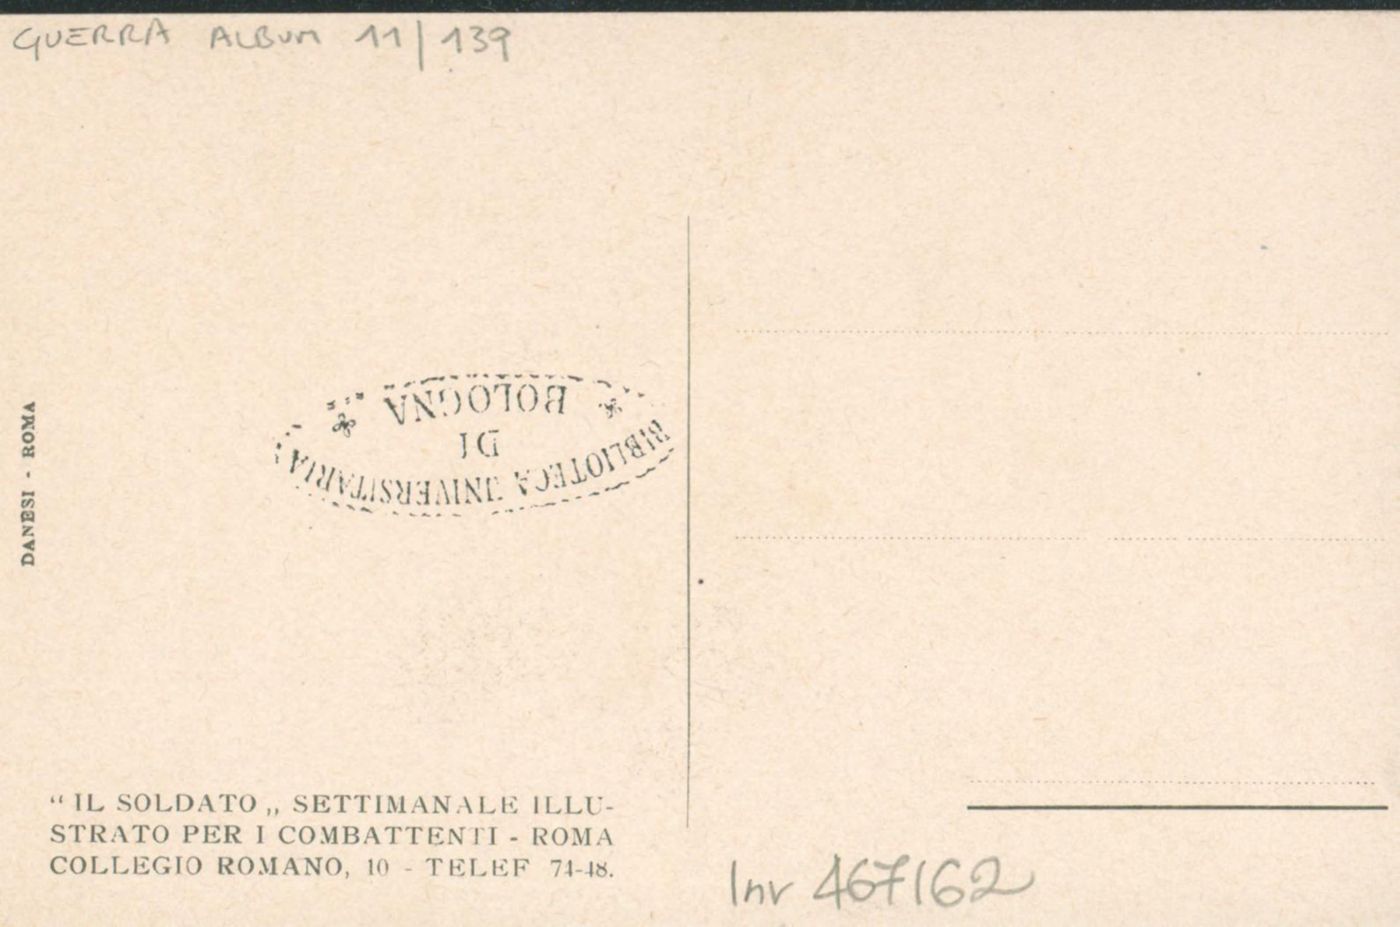 GUERRA ALBUM 11/139
BIBLIOTECA UNIVERSITARIA
DI
BOLOGNA
DANESI - ROMA
“ IL SOLDATO „ SETTIMANALE ILLU-
STRATO PER I COMBATTENTI - ROMA
COLLEGIO ROMANO, 10 - TELEF 74-48.
Inv 467162